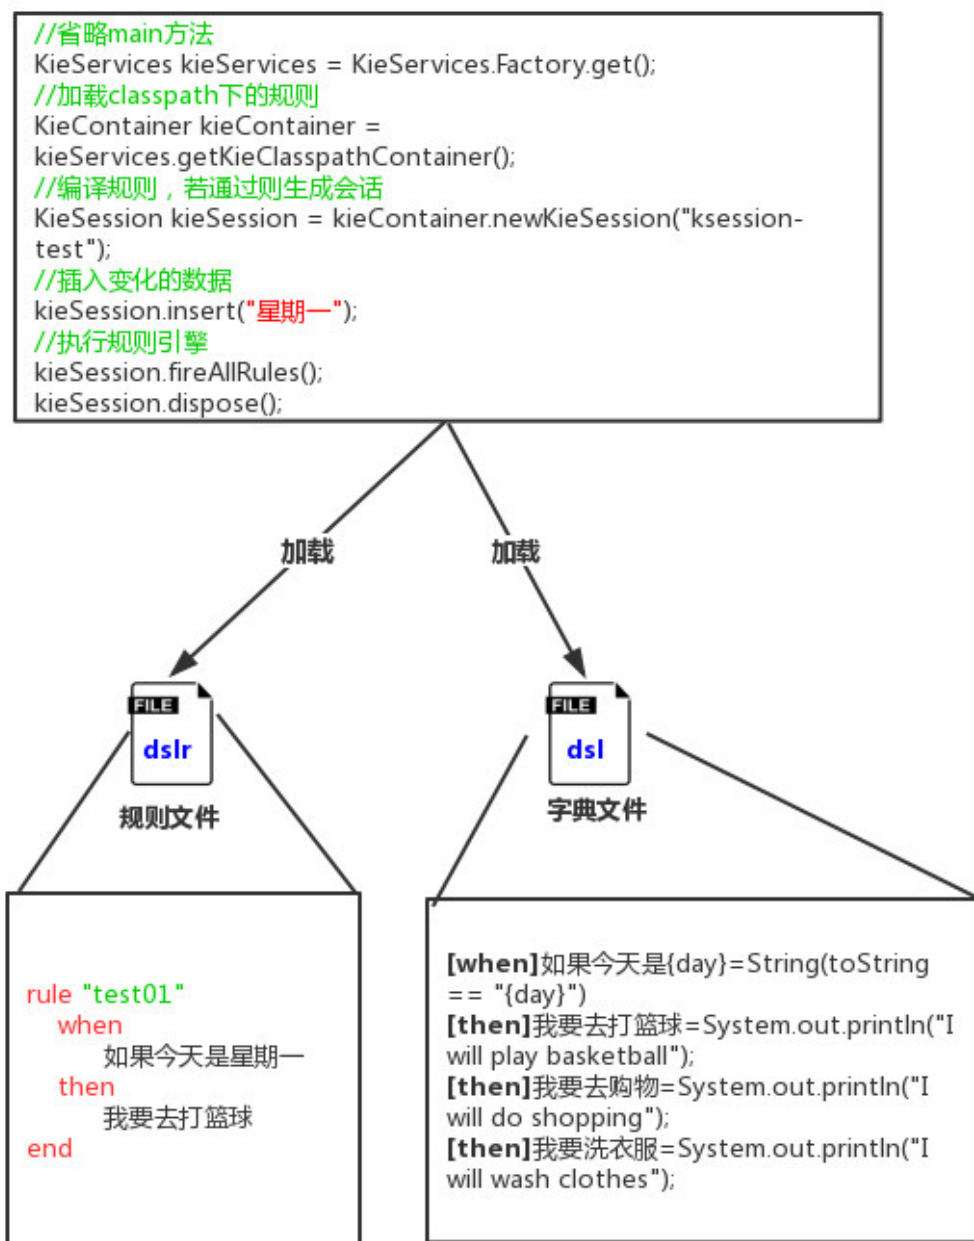 //省略main方法
KieServices kieServices = KieServices.Factory.get();
//加载classpath下的规则
KieContainer kieContainer =
kieServices.getKieClasspathContainer();
//编译规则，若通过则生成会话
KieSession kieSession = kieContainer.newKieSession("ksession-
test");
//插入变化的数据
kieSession.insert("星期一");
//执行规则引擎
kieSession.fireAllRules();
kieSession.dispose();
加载
加载
FILE
dslr
规则文件
FILE
dsl
字典文件
rule "test01"
when
如果今天是星期一
then
我要去打篮球
end
[when]如果今天是{day}=String(toString
== "{day}")
[then]我要去打篮球=System.out.println("I
will play basketball");
[then]我要去购物=System.out.println("I
will do shopping");
[then]我要洗衣服=System.out.println("I
will wash clothes");